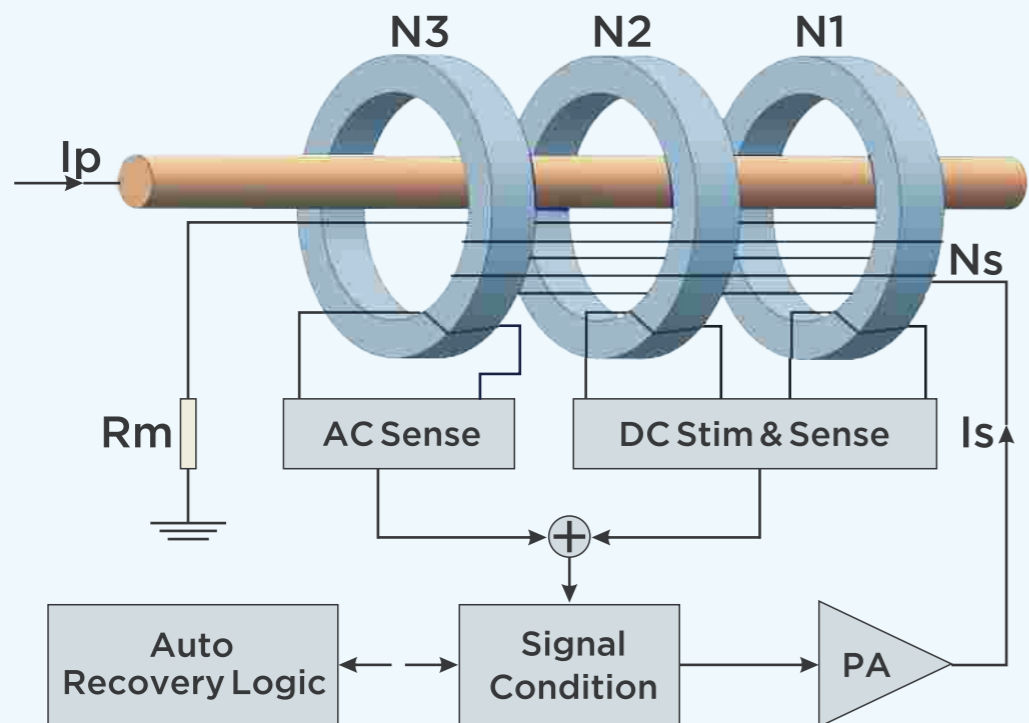 N3
N2
N1
Ip
Ns
Rm
AC Sense
DC Stim & Sense
Is
+
Auto
Recovery Logic
Signal
Condition
PA